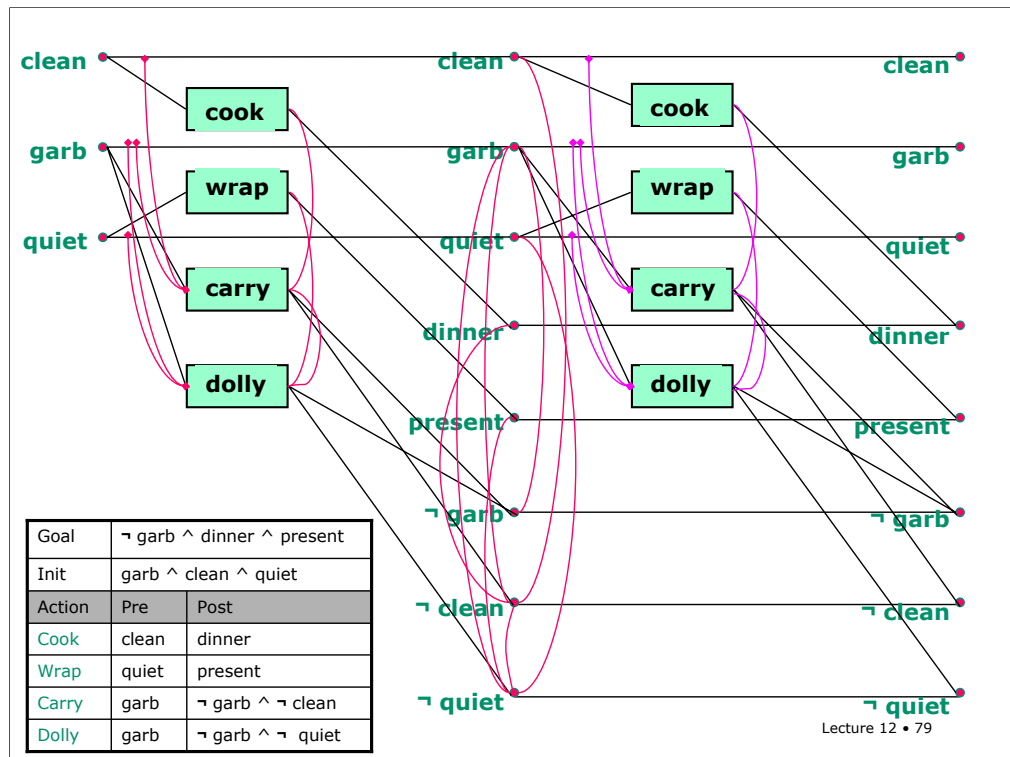 clean clean clean
cook cook
garb garb garb
wrap wrap
quiet quiet quiet
carry carry
dinner dinner
dolly dolly
present present
¬ garb ¬ garb
¬ clean ¬ clean
¬ quiet ¬ quiet
Goal ¬ garb ^ dinner ^ present
Init garb ^ clean ^ quiet
Action Pre Post
Cook clean dinner
Wrap quiet present
Carry garb ¬ garb ^ ¬ clean
Dolly garb ¬ garb ^ ¬ quiet
Lecture 12 • 79